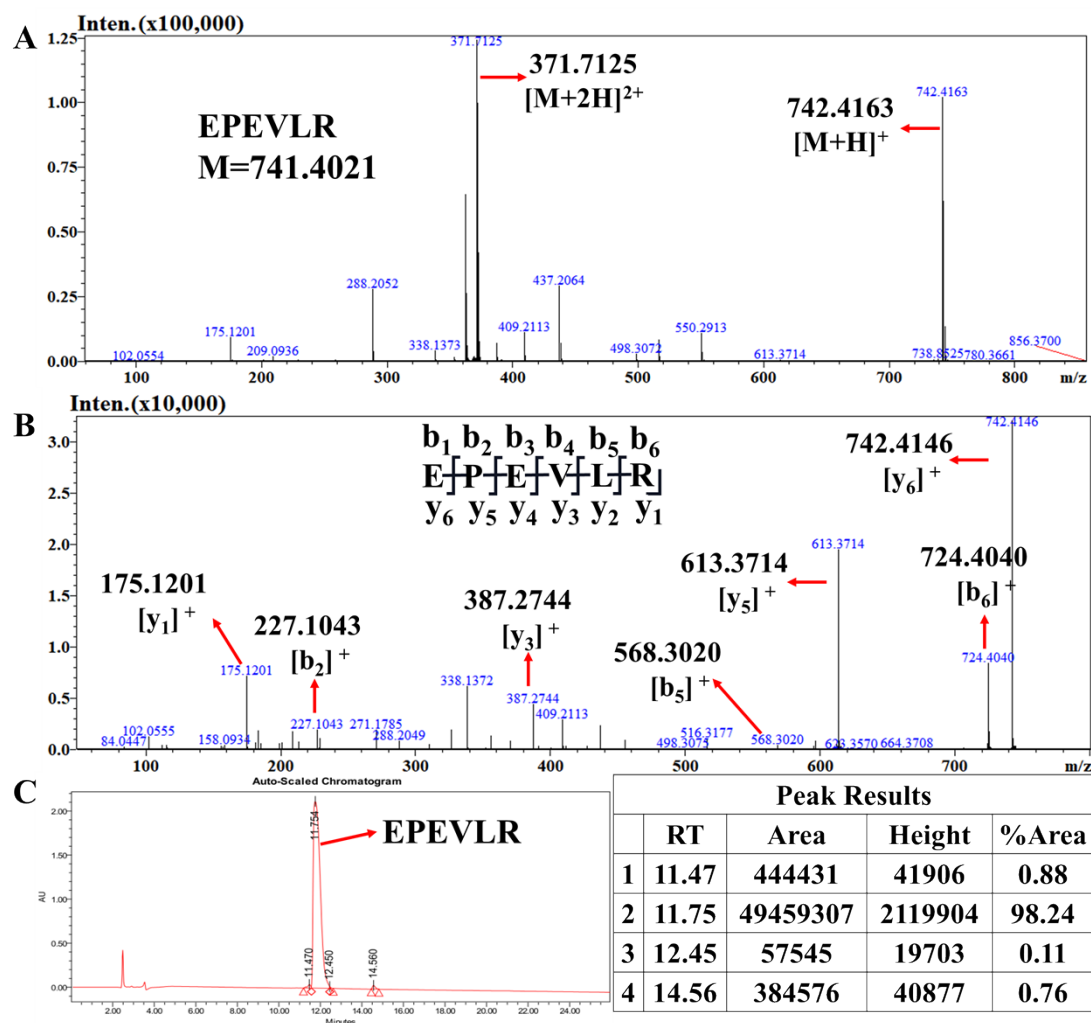 A
Inten.(x100,000)
1.25
1.00
0.75
0.50
0.25
0.00
371.7125
371.7125
[M+2H]2+
742.4163
[M+H]+
742.4163
EPEVLR
M=741.4021
175.1201
102.0554
209.0936
288.2052
338.1373
409.2113
437.2064
498.3072
550.2913
613.3714
738.8525
780.3661
856.3700
100 200 300 400 500 600 700 800 m/z
B
Inten.(x10,000)
3.0
2.5
2.0
1.5
1.0
0.5
0.0
b1 b2 b3 b4 b5 b6
E P E V L R
y6 y5 y4 y3 y2 y1
742.4146
742.4146
[y6]+
613.3714
613.3714
[y5]+
724.4040
[b6]+
724.4040
175.1201
[y1]+
175.1201
227.1043
[b2]+
227.1043
387.2744
[y3]+
387.2744
568.3020
[b5]+
568.3020
84.0447
102.0555
158.0934
271.1785
288.2049
338.1372
409.2113
498.3075
516.3177
623.3570
664.3708
100 200 300 400 500 600 700 m/z
C
Auto-Scaled Chromatogram
AU
2.00
1.50
1.00
0.50
0.00
11.754
EPEVLR
11.470
12.450
14.560
2.00 4.00 6.00 8.00 10.00 12.00 14.00 16.00 18.00 20.00 22.00 24.00
Minutes
Peak Results
RT Area Height %Area
1 11.47 444431 41906 0.88
2 11.75 49459307 2119904 98.24
3 12.45 57545 19703 0.11
4 14.56 384576 40877 0.76